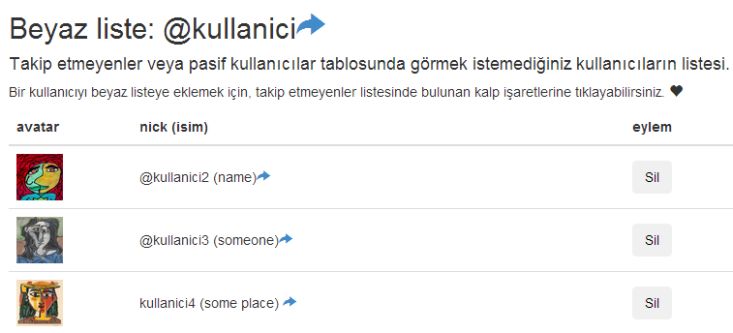 Beyaz liste: @kullanici
Takip etmeyenler veya pasif kullanıcılar tablosunda görmek istemediğiniz kullanıcıların listesi.
Bir kullanıcıyı beyaz listeye eklemek için, takip etmeyenler listesinde bulunan kalp işaretlerine tıklayabilirsiniz. ♥
avatar nick (isim) eylem
@kullanici2 (name) Sil
@kullanici3 (someone) Sil
kullanici4 (some place) Sil